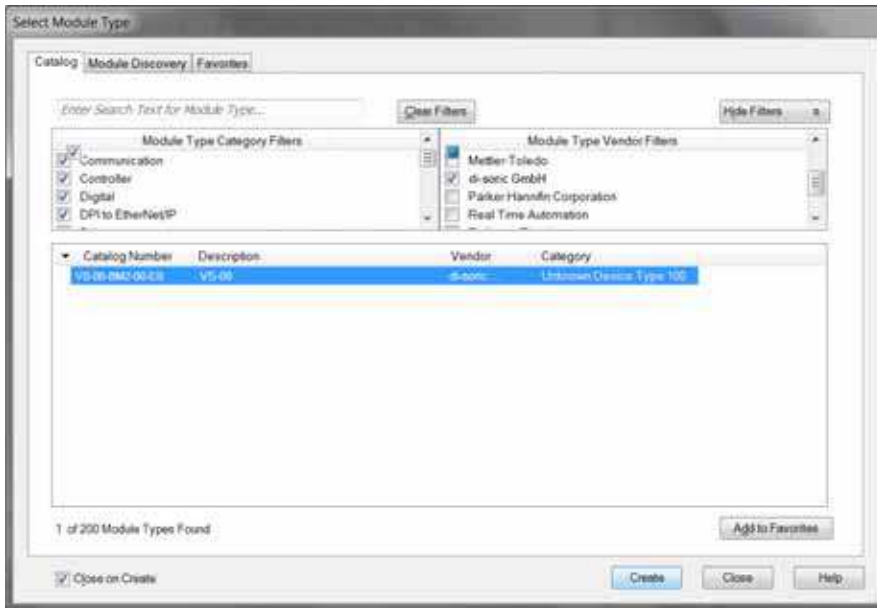 Select Module Type
Catalog Module Discovery Favorites
Enter Search Text for Module Type...
Clear Filters
Hide Filters
Module Type Category Filters
Module Type Vendor Filters
Communication
Mettler-Toledo
Controller
di-soric GmbH
Digital
Parker Hannifin Corporation
DPI to EtherNet/IP
Real Time Automation
Catalog Number Description Vendor Category
VS-06 di-soric Unknown Device Type 100
1 of 200 Module Types Found
Add to Favorites
Close on Create
Create Close Help